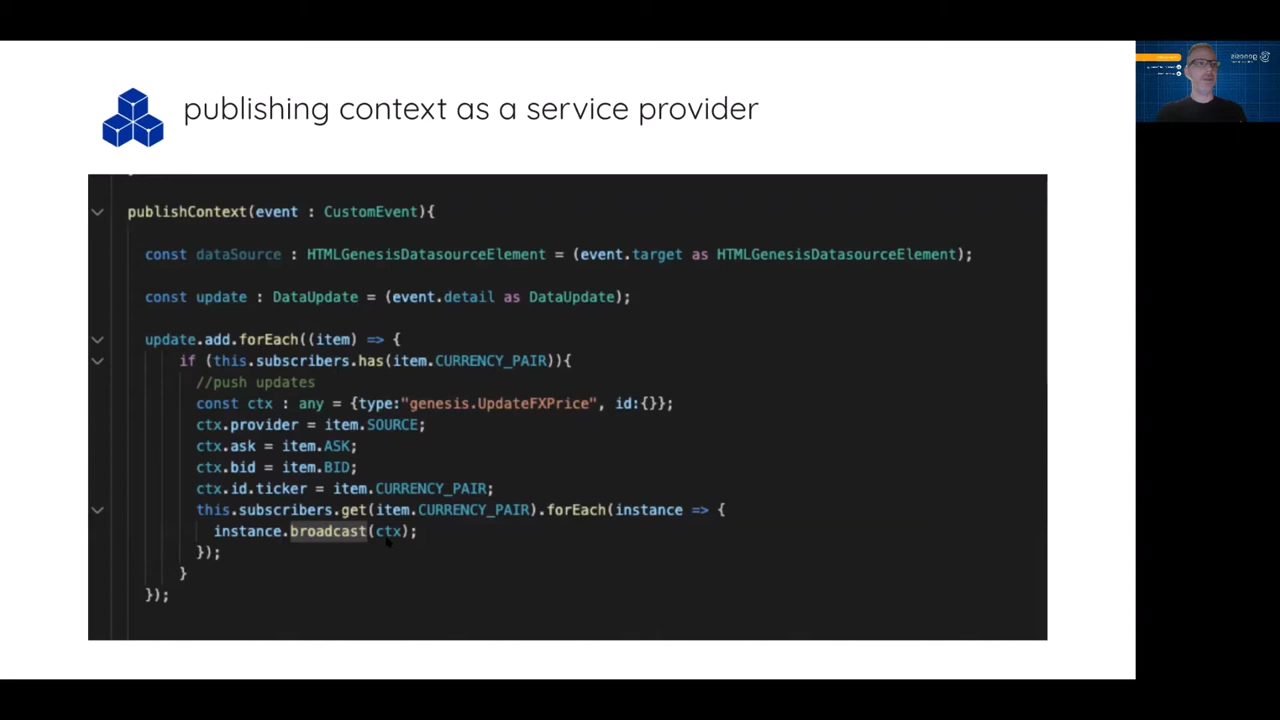 publishing context as a service provider
publishContext(event : CustomEvent){
const dataSource : HTMLGenesisDatasourceElement = (event.target as HTMLGenesisDatasourceElement);
const update : DataUpdate = (event.detail as DataUpdate);
update.add.forEach((item) => {
if (this.subscribers.has(item.CURRENCY_PAIR)){
//push updates
const ctx : any = {type:"genesis.UpdateFXPrice", id:{}};
ctx.provider = item.SOURCE;
ctx.ask = item.ASK;
ctx.bid = item.BID;
ctx.id.ticker = item.CURRENCY_PAIR;
this.subscribers.get(item.CURRENCY_PAIR).forEach(instance => {
instance.broadcast(ctx);
});
}
});
genesis